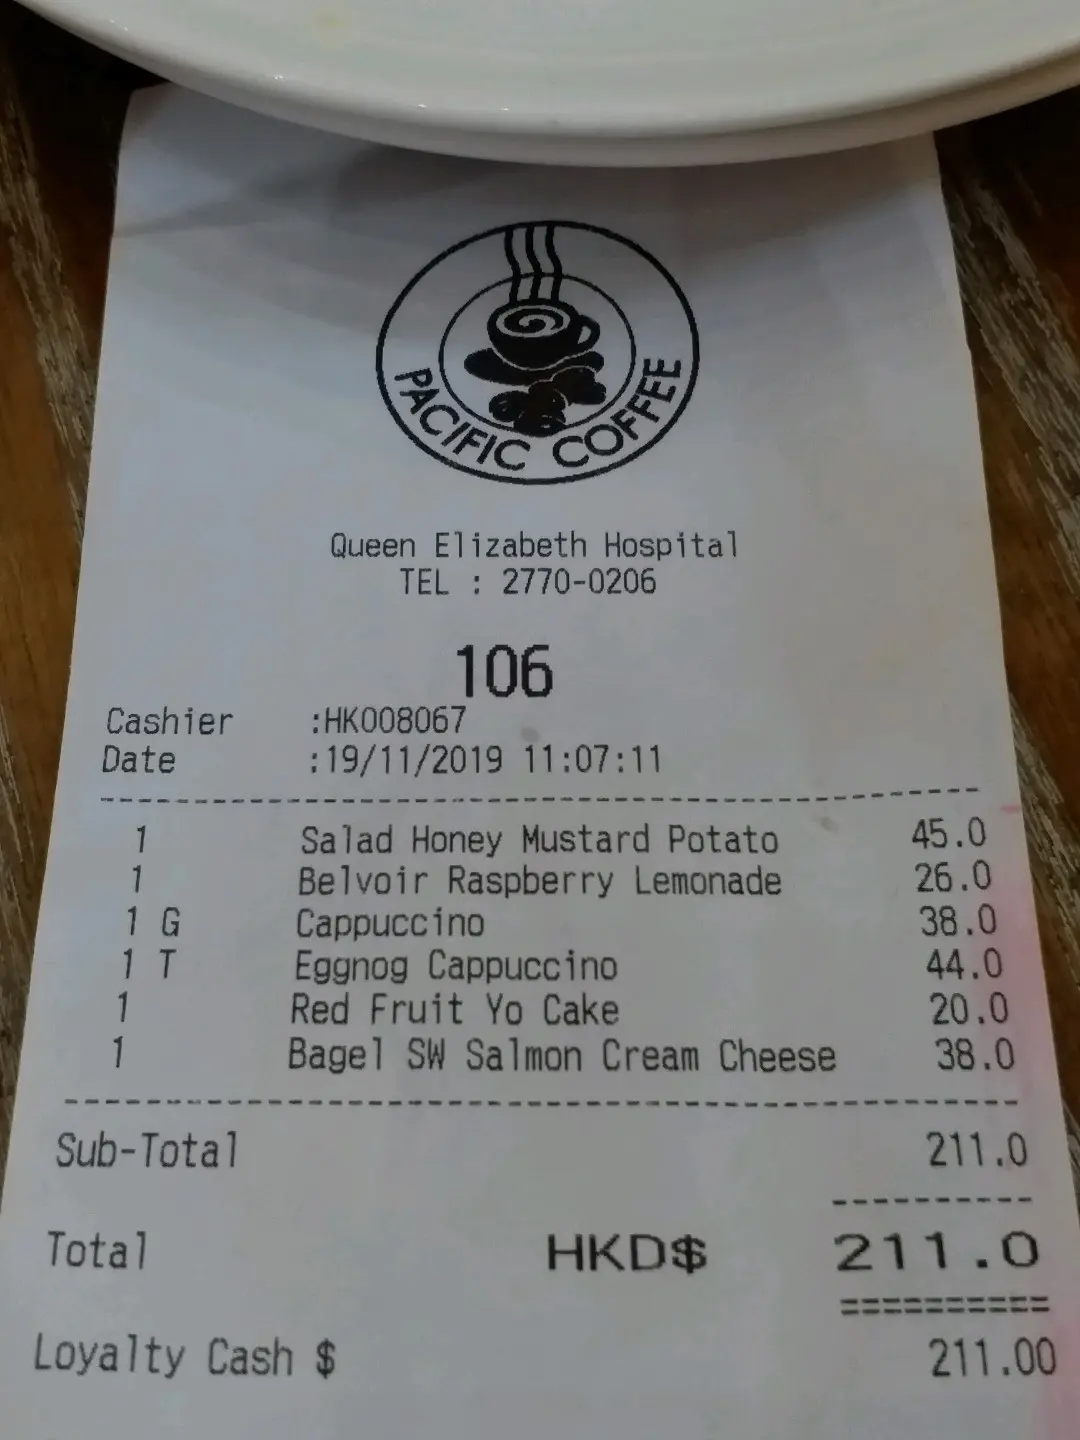 PACIFIC COFFEE
Queen Elizabeth Hospital
TEL : 2770-0206
106
Cashier :HK008067
Date :19/11/2019 11:07:11
1 Salad Honey Mustard Potato 45.0
1 Belvoir Raspberry Lemonade 26.0
1 G Cappuccino 38.0
1 T Eggnog Cappuccino 44.0
1 Red Fruit Yo Cake 20.0
1 Bagel SW Salmon Cream Cheese 38.0
Sub-Total 211.0
Total HKD$ 211.0
Loyalty Cash $ 211.00